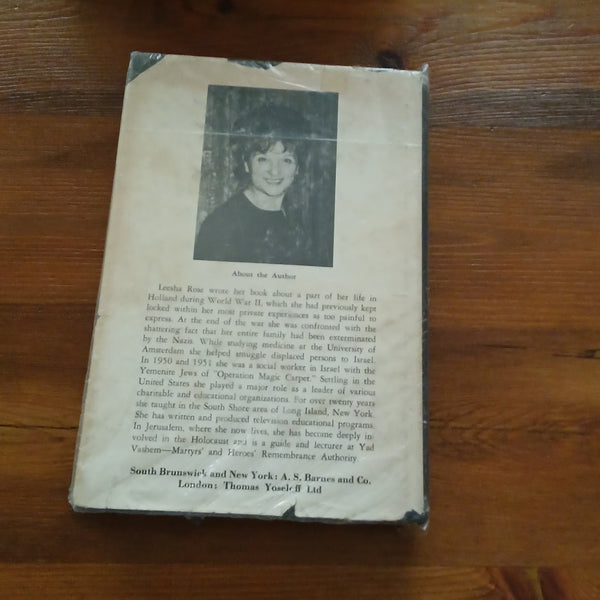 About the Author
Leesha Rose wrote her book about a part of her life in
Holland during World War II, which she had previously kept
locked within her most private experiences as too painful to
express. At the end of the war she was confronted with the
shattering fact that her entire family had been exterminated
by the Nazis. While studying medicine at the University of
Amsterdam she helped smuggle displaced persons to Israel.
In 1950 and 1951 she was a social worker in Israel with the
Yemenite Jews of "Operation Magic Carpet." Settling in the
United States she played a major role as a leader of various
charitable and educational organizations. For over twenty years
she taught in the South Shore area of Long Island, New York.
She has written and produced television educational programs.
In Jerusalem, where she now lives, she has become deeply in-
volved in the Holocaust and is a guide and lecturer at Yad
Vashem—Martyrs' and Heroes' Remembrance Authority.
South Brunswick and New York: A. S. Barnes and Co.
London: Thomas Yoseloff Ltd